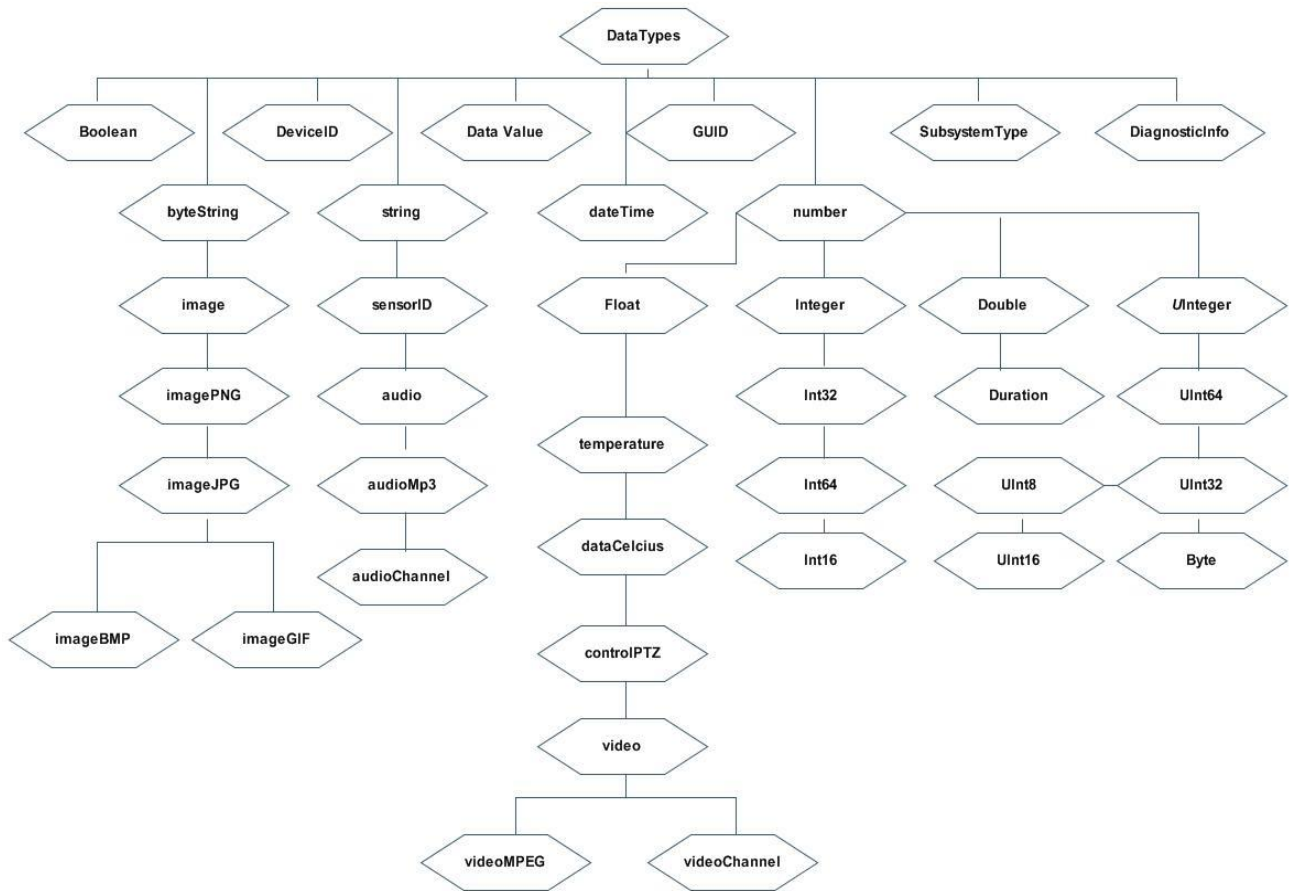 DataTypes
Boolean
DeviceID
Data Value
GUID
SubsystemType
DiagnosticInfo
byteString
string
dateTime
number
image
sensorID
Float
Integer
Double
UInteger
imagePNG
audio
Int32
Duration
UInt64
temperature
imageJPG
audioMp3
Int64
UInt8
UInt32
dataCelcius
Int16
UInt16
Byte
audioChannel
imageBMP
imageGIF
controlPTZ
video
videoMPEG
videoChannel